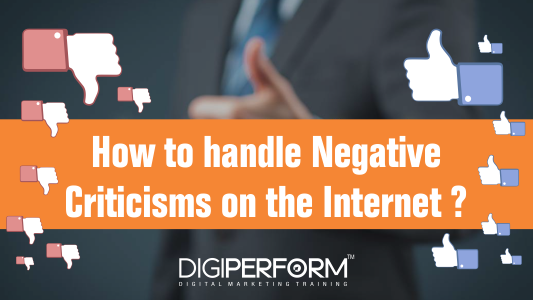 How to handle Negative
Criticisms on the Internet ?
DIGIPERFORM™
DIGITAL MARKETING TRAINING